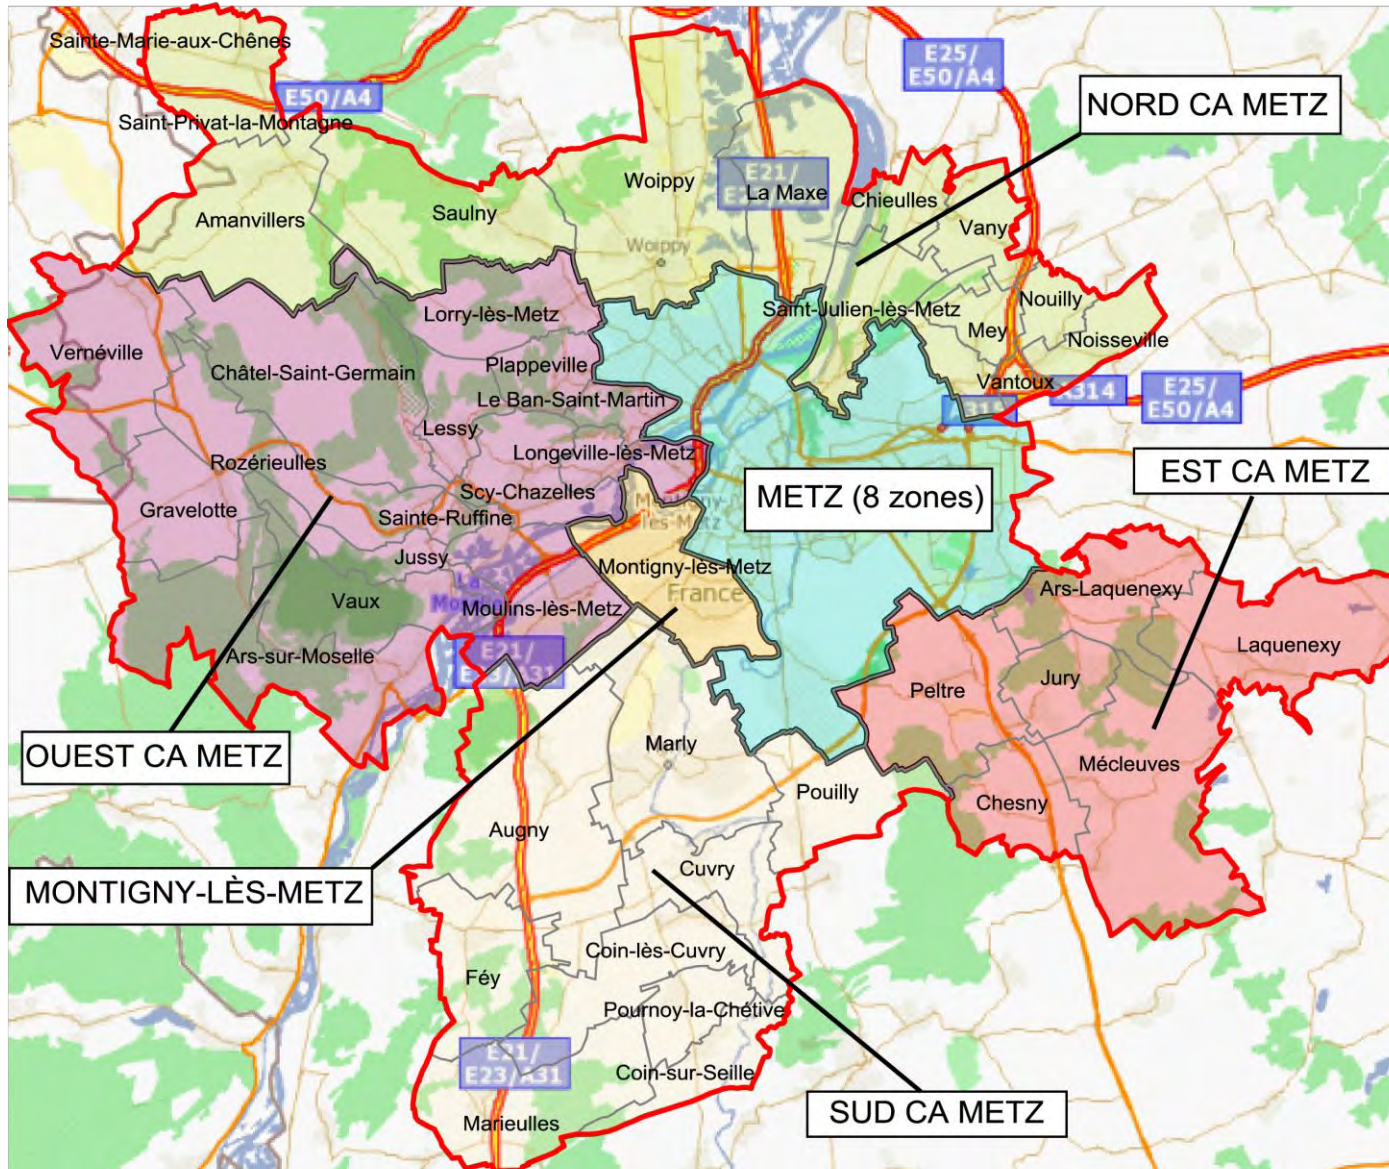 Sainte-Marie-aux-Chênes
E50/A4
Saint-Privat-la-Montagne
E25/
E50/A4
NORD CA METZ
Woippy
E21/
La Maxe
Chieulles
Amanvillers
Saulny
Vany
Woippy
Saint-Julien-lès-Metz
Nouilly
Mey
Noisseville
Lorry-lès-Metz
Vernéville
Plappeville
Châtel-Saint-Germain
Vantoux
A314
E25/
E50/A4
Le Ban-Saint-Martin
Lessy
Longeville-lès-Metz
Rozérieulles
EST CA METZ
Scy-Chazelles
METZ (8 zones)
Gravelotte
Sainte-Ruffine
Jussy
Montigny-lès-Metz
France
Ars-Laquenexy
Vaux
Moulins-lès-Metz
Laquenexy
Ars-sur-Moselle
E21/
Jury
Peltre
OUEST CA METZ
Marly
Mécleuves
Pouilly
Chesny
Augny
Cuvry
MONTIGNY-LÈS-METZ
Coin-lès-Cuvry
Féy
Pournoy-la-Chétive
E21/
E23/A31
Coin-sur-Seille
SUD CA METZ
Marieulles